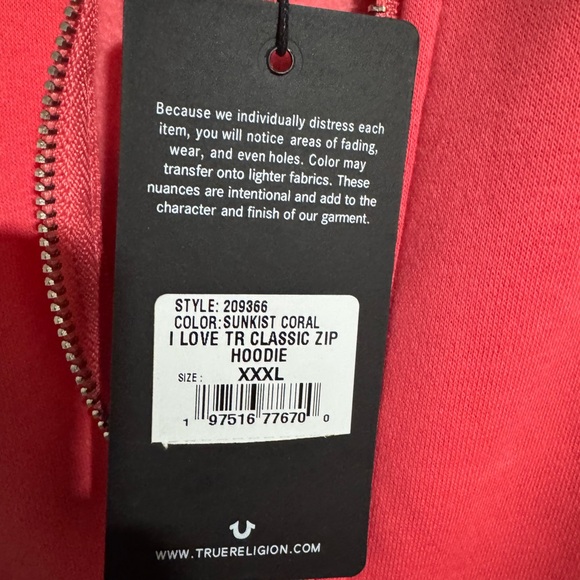 Because we individually distress each
item, you will notice areas of fading,
wear, and even holes. Color may
transfer onto lighter fabrics. These
nuances are intentional and add to the
character and finish of our garment.
STYLE: 209366
COLOR: SUNKIST CORAL
I LOVE TR CLASSIC ZIP
HOODIE
SIZE: XXXL
1 97516 77670 0
WWW.TRUERELIGION.COM